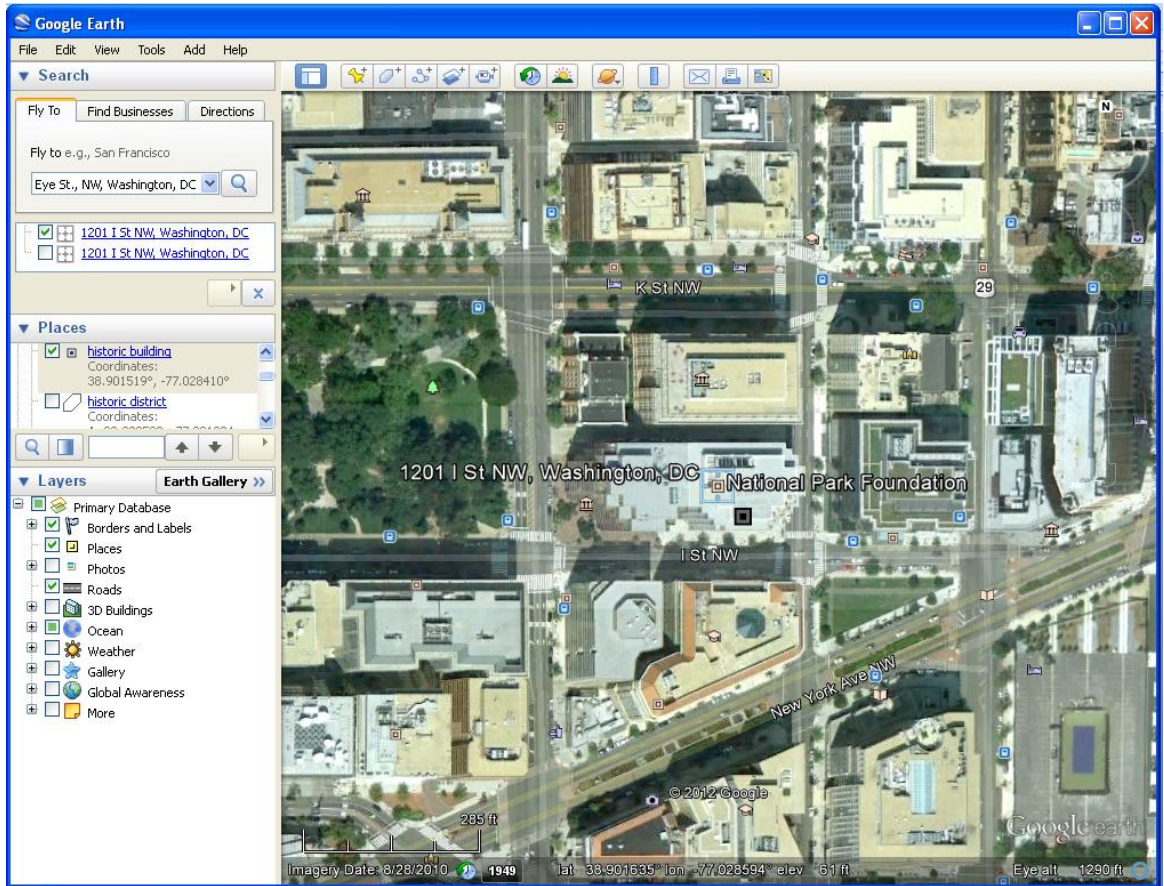 Google Earth
File Edit View Tools Add Help
Search
Fly To Find Businesses Directions
Fly to e.g., San Francisco
Eye St., NW, Washington, DC
1201 I St NW, Washington, DC
1201 I St NW, Washington, DC
Places
historic building
Coordinates:
38.901519°, -77.028410°
historic district
Coordinates:
Layers Earth Gallery >>
Primary Database
Borders and Labels
Places
Photos
Roads
3D Buildings
Ocean
Weather
Gallery
Global Awareness
More
N
K St NW
29
1201 I St NW, Washington, DC
National Park Foundation
I St NW
New York Ave NW
© 2012 Google
285 ft
Google earth
Imagery Date: 8/28/2010 1949 lat 38.901635° lon -77.028594° elev 61 ft Eye alt 1290 ft